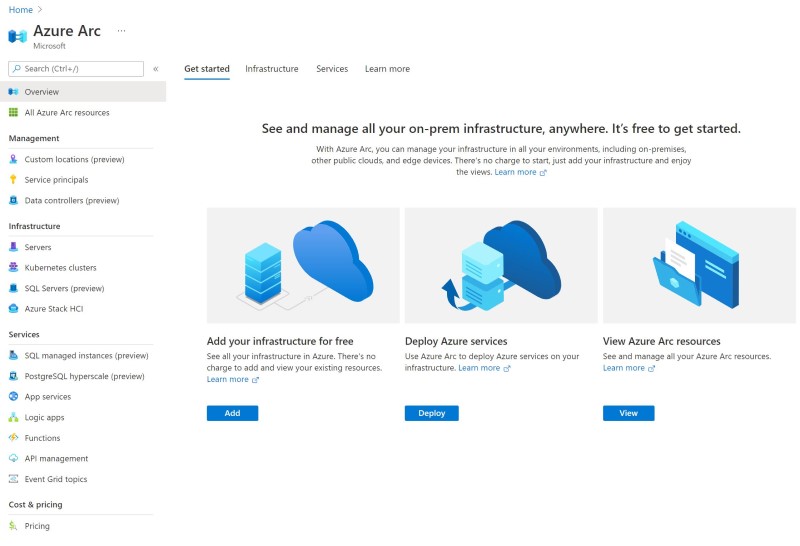 Home
Azure Arc ...
Microsoft
Search (Ctrl+/) «
Overview
All Azure Arc resources
Management
Custom locations (preview)
Service principals
Data controllers (preview)
Infrastructure
Servers
Kubernetes clusters
SQL Servers (preview)
Azure Stack HCI
Services
SQL managed instances (preview)
PostgreSQL hyperscale (preview)
App services
Logic apps
Functions
API management
Event Grid topics
Cost & pricing
Pricing
Get started Infrastructure Services Learn more
See and manage all your on-prem infrastructure, anywhere. It's free to get started.
With Azure Arc, you can manage your infrastructure in all your environments, including on-premises,
other public clouds, and edge devices. There's no charge to start, just add your infrastructure and enjoy
the views. Learn more
Add your infrastructure for free
See all your infrastructure in Azure. There's no
charge to add and view your existing resources.
Learn more
Add
Deploy Azure services
Use Azure Arc to deploy Azure services on your
infrastructure. Learn more
Deploy
View Azure Arc resources
See and manage all your Azure Arc resources.
Learn more
View